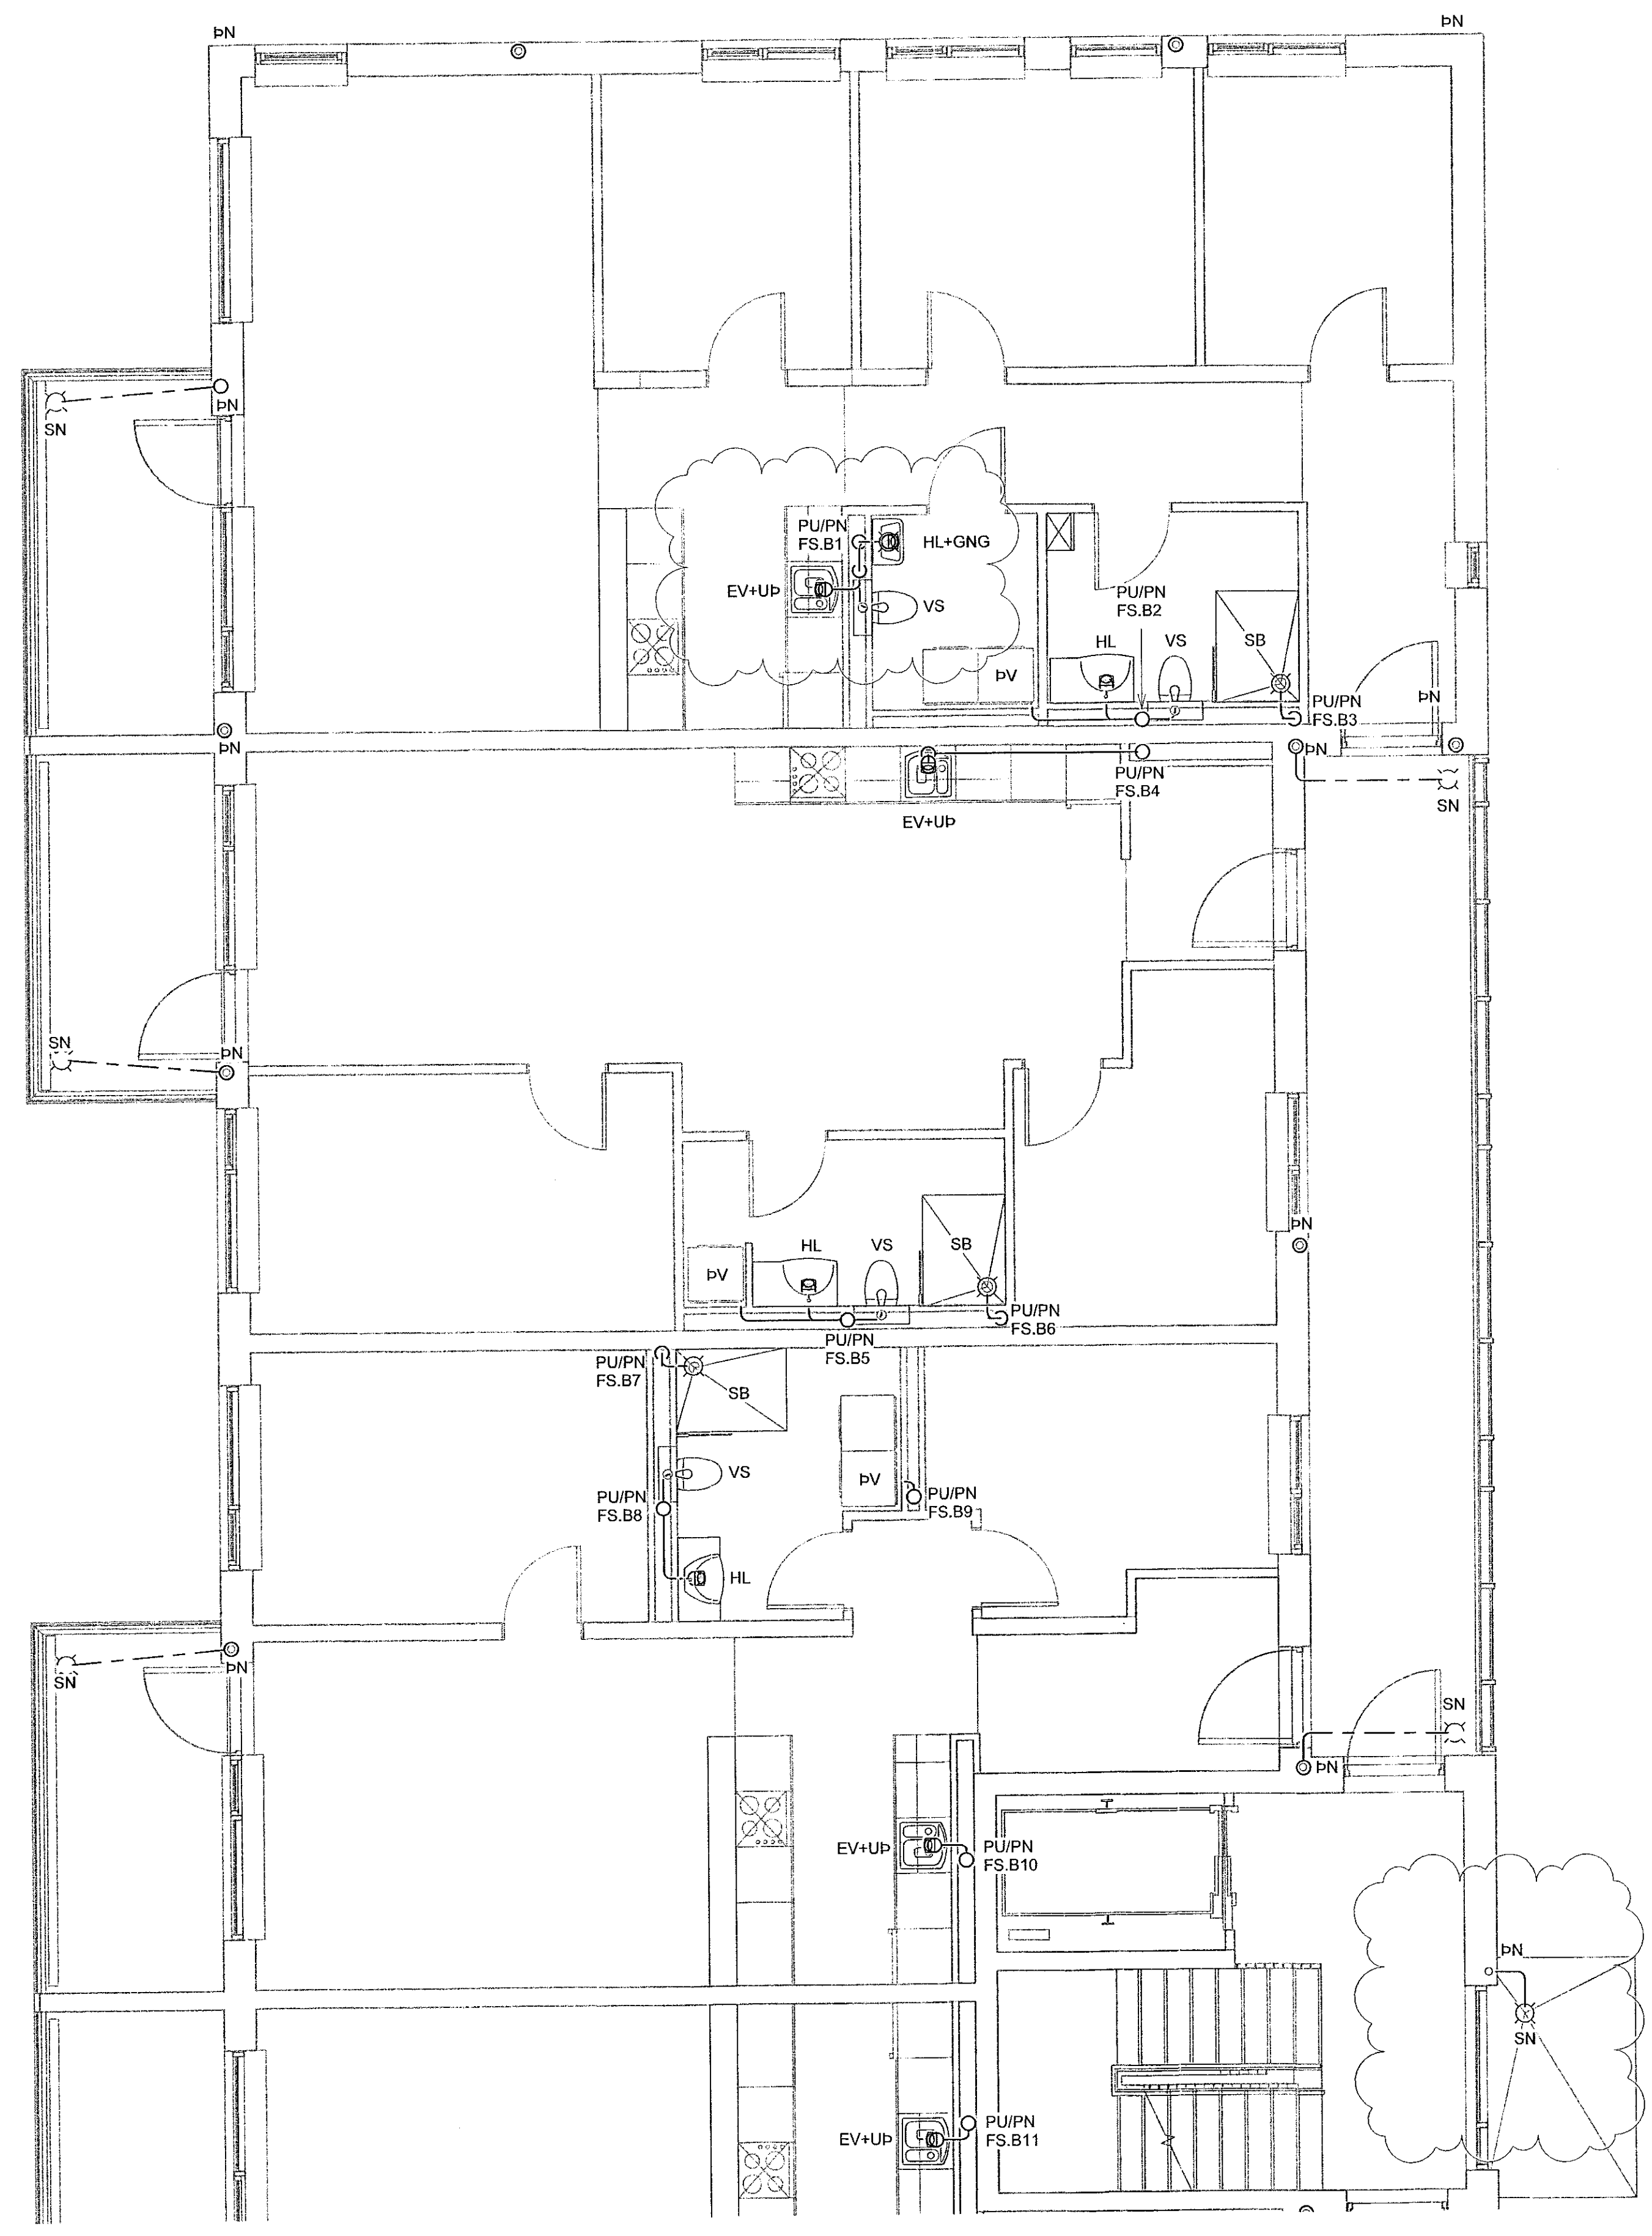 ÞN
ÞN
ÞN
SN
PU/PN
FS.B1
HL+GNG
EV+UÞ
VS
PU/PN
FS.B2
HL
VS
SB
ÞV
ÞN
PU/PN
FS.B3
ÞN
ÞN
PU/PN
FS.B4
SN
EV+UÞ
SN
ÞN
ÞN
HL
VS
SB
ÞV
PU/PN
FS.B6
PU/PN
FS.B5
PU/PN
FS.B7
SB
VS
ÞV
PU/PN
FS.B8
PU/PN
FS.B9
HL
ÞN
SN
SN
ÞN
EV+UÞ
PU/PN
FS.B10
ÞN
SN
PU/PN
FS.B11
EV+UÞ